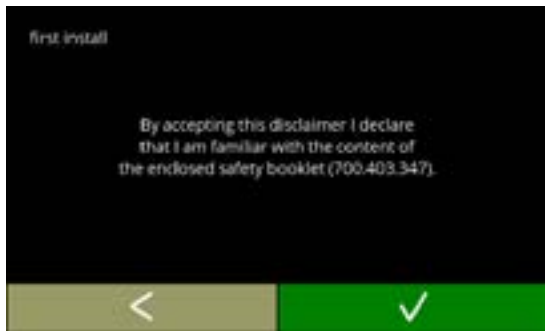 first install
By accepting this disclaimer I declare
that I am familiar with the content of
the enclosed safety booklet (700.403.347).